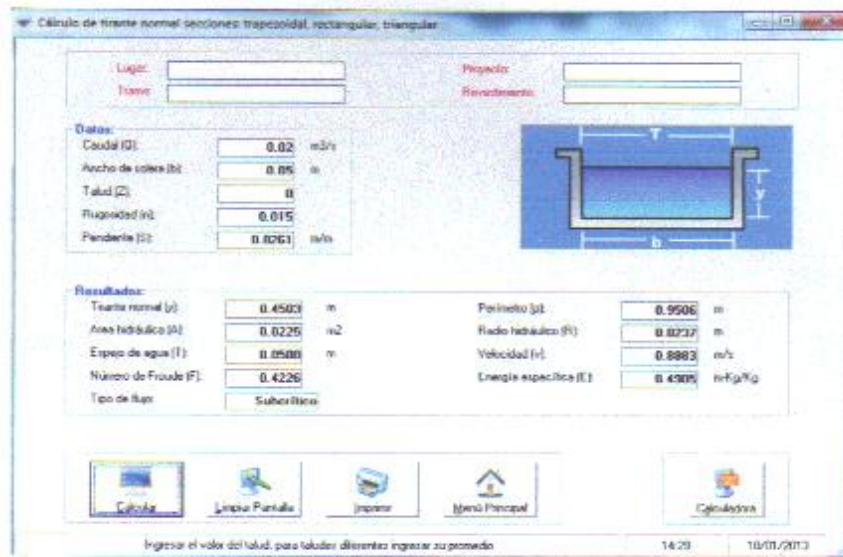 Cálculo de tirante normal secciones: trapezoidal, rectangular, triangular
Lugar:
Proyecto:
Tramo:
Revestimiento:
Datos:
Caudal (Q): 0.02 m3/s
Ancho de solera (b): 0.05 m
Talud (Z): 0
Rugosidad (n): 0.015
Pendiente (S): 0.0261 m/m
T
y
b
Resultados:
Tirante normal (y): 0.4503 m
Perímetro (p): 0.9506 m
Area hidráulica (A): 0.0225 m2
Radio hidráulico (R): 0.0237 m
Espejo de agua (T): 0.0500 m
Velocidad (v): 0.8883 m/s
Número de Froude (F): 0.4226
Energía específica (E): 0.4905 m-Kg/Kg
Tipo de flujo: Subcrítico
Calcular
Limpiar Pantalla
Imprimir
Menú Principal
Calculadora
Ingresar el valor del talud, para taludes diferentes ingresar su promedio
14:29
10/01/2013